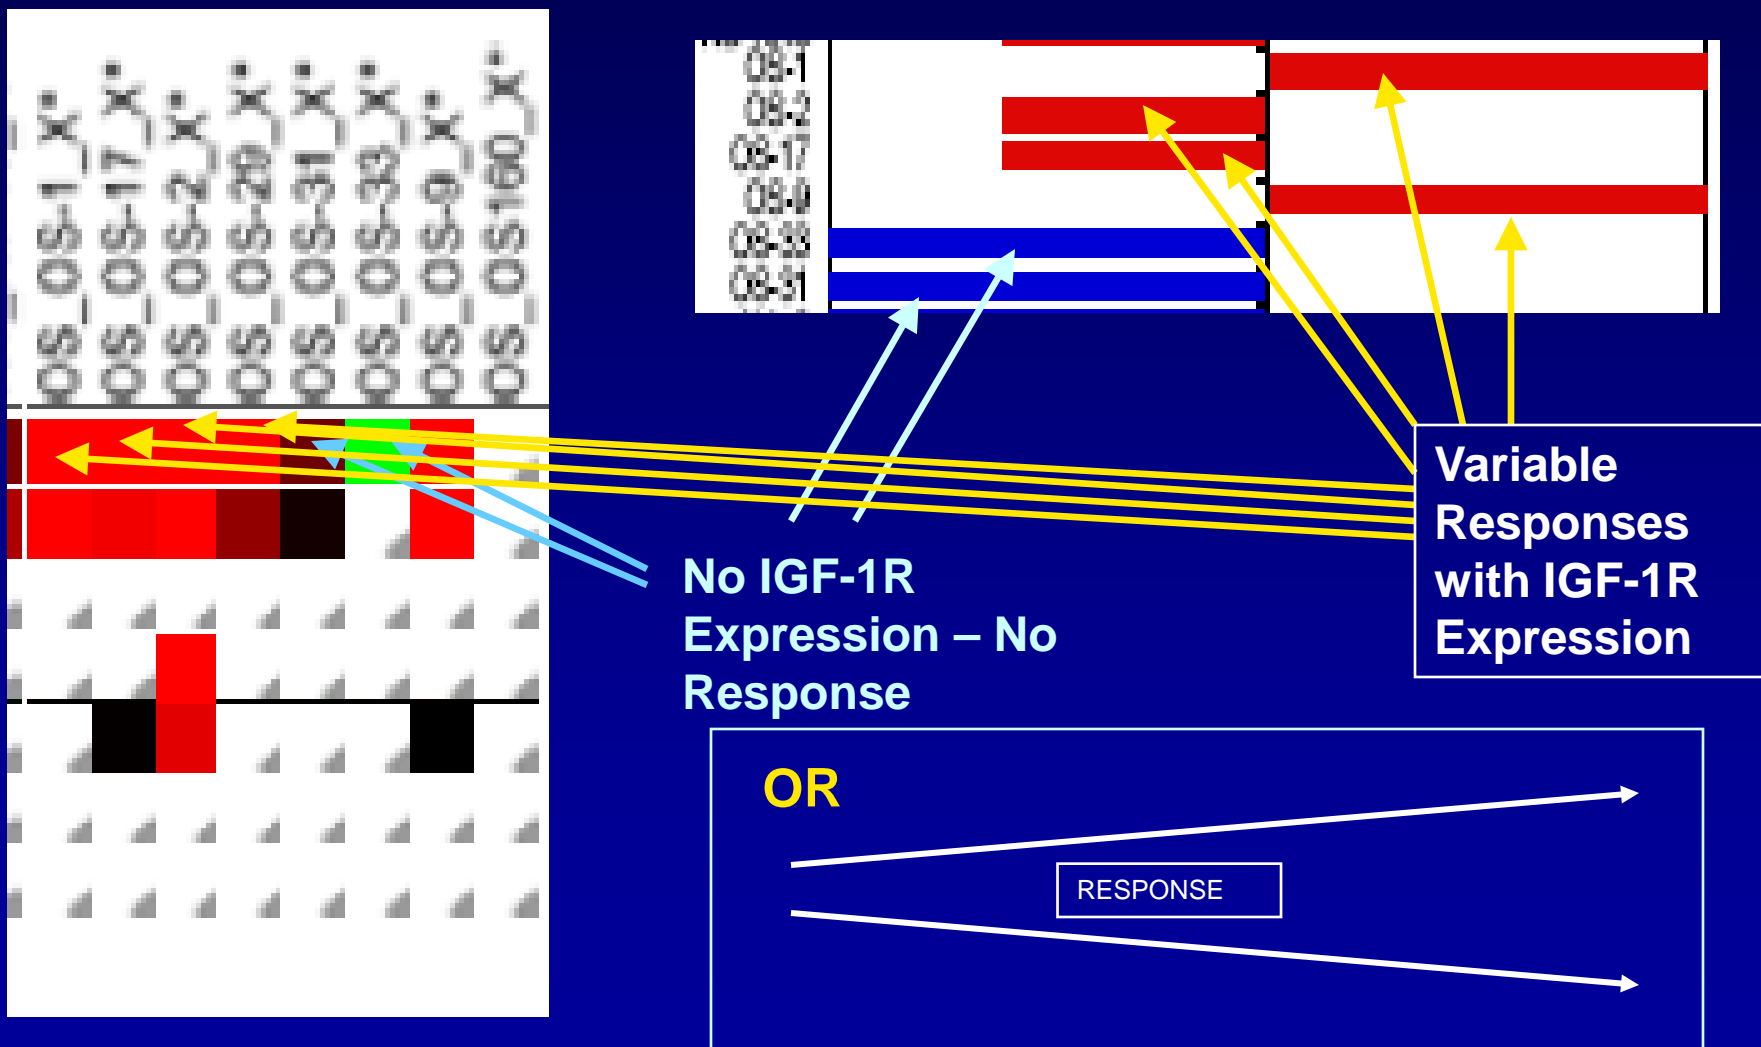 OS_OS-1_X*
OS_OS-17_X*
OS_OS-2_X*
OS_OS-29_X*
OS_OS-31_X*
OS_OS-33_X*
OS_OS-9_X*
OS_OS160_X*
OS-1
OS-2
OS-17
OS-9
OS-33
OS-31
Variable
Responses
with IGF-1R
Expression
No IGF-1R
Expression – No
Response
OR
RESPONSE